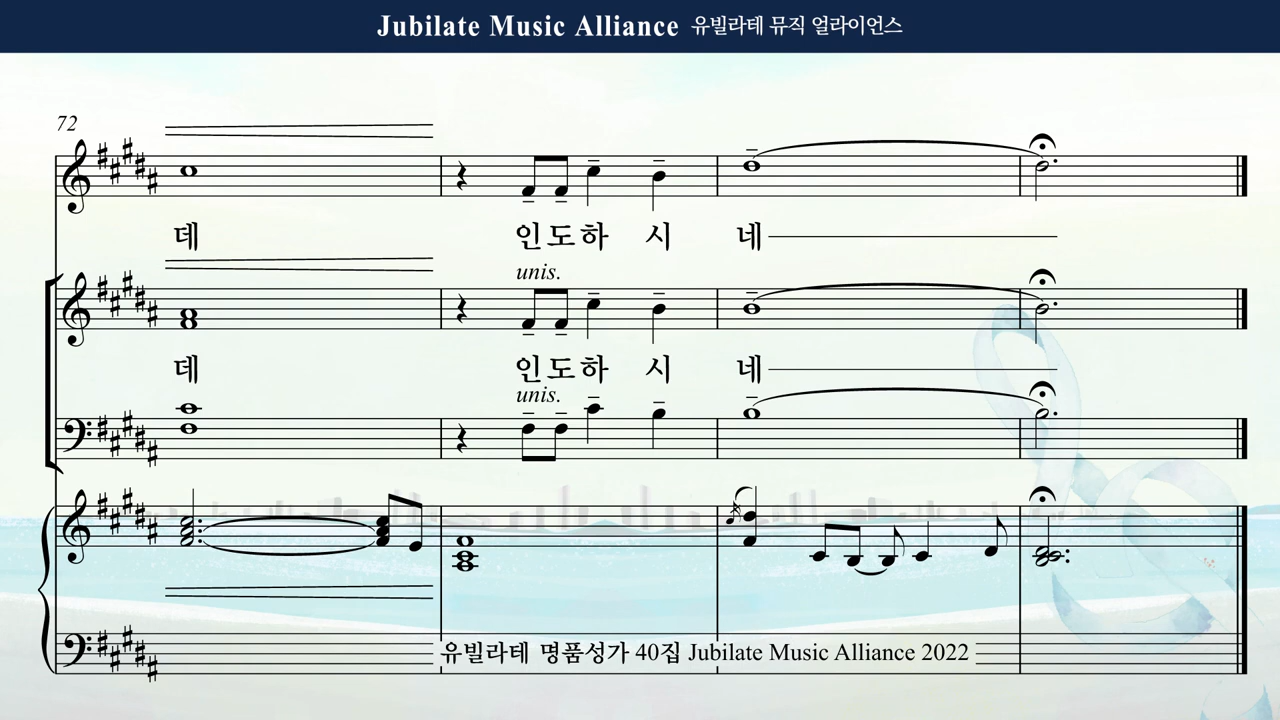 Jubilate Music Alliance 유빌라테 뮤직 얼라이언스
72
데 인도하 시 네
unis.
데 인도하 시 네
unis.
유빌라테 명품성가 40집 Jubilate Music Alliance 2022